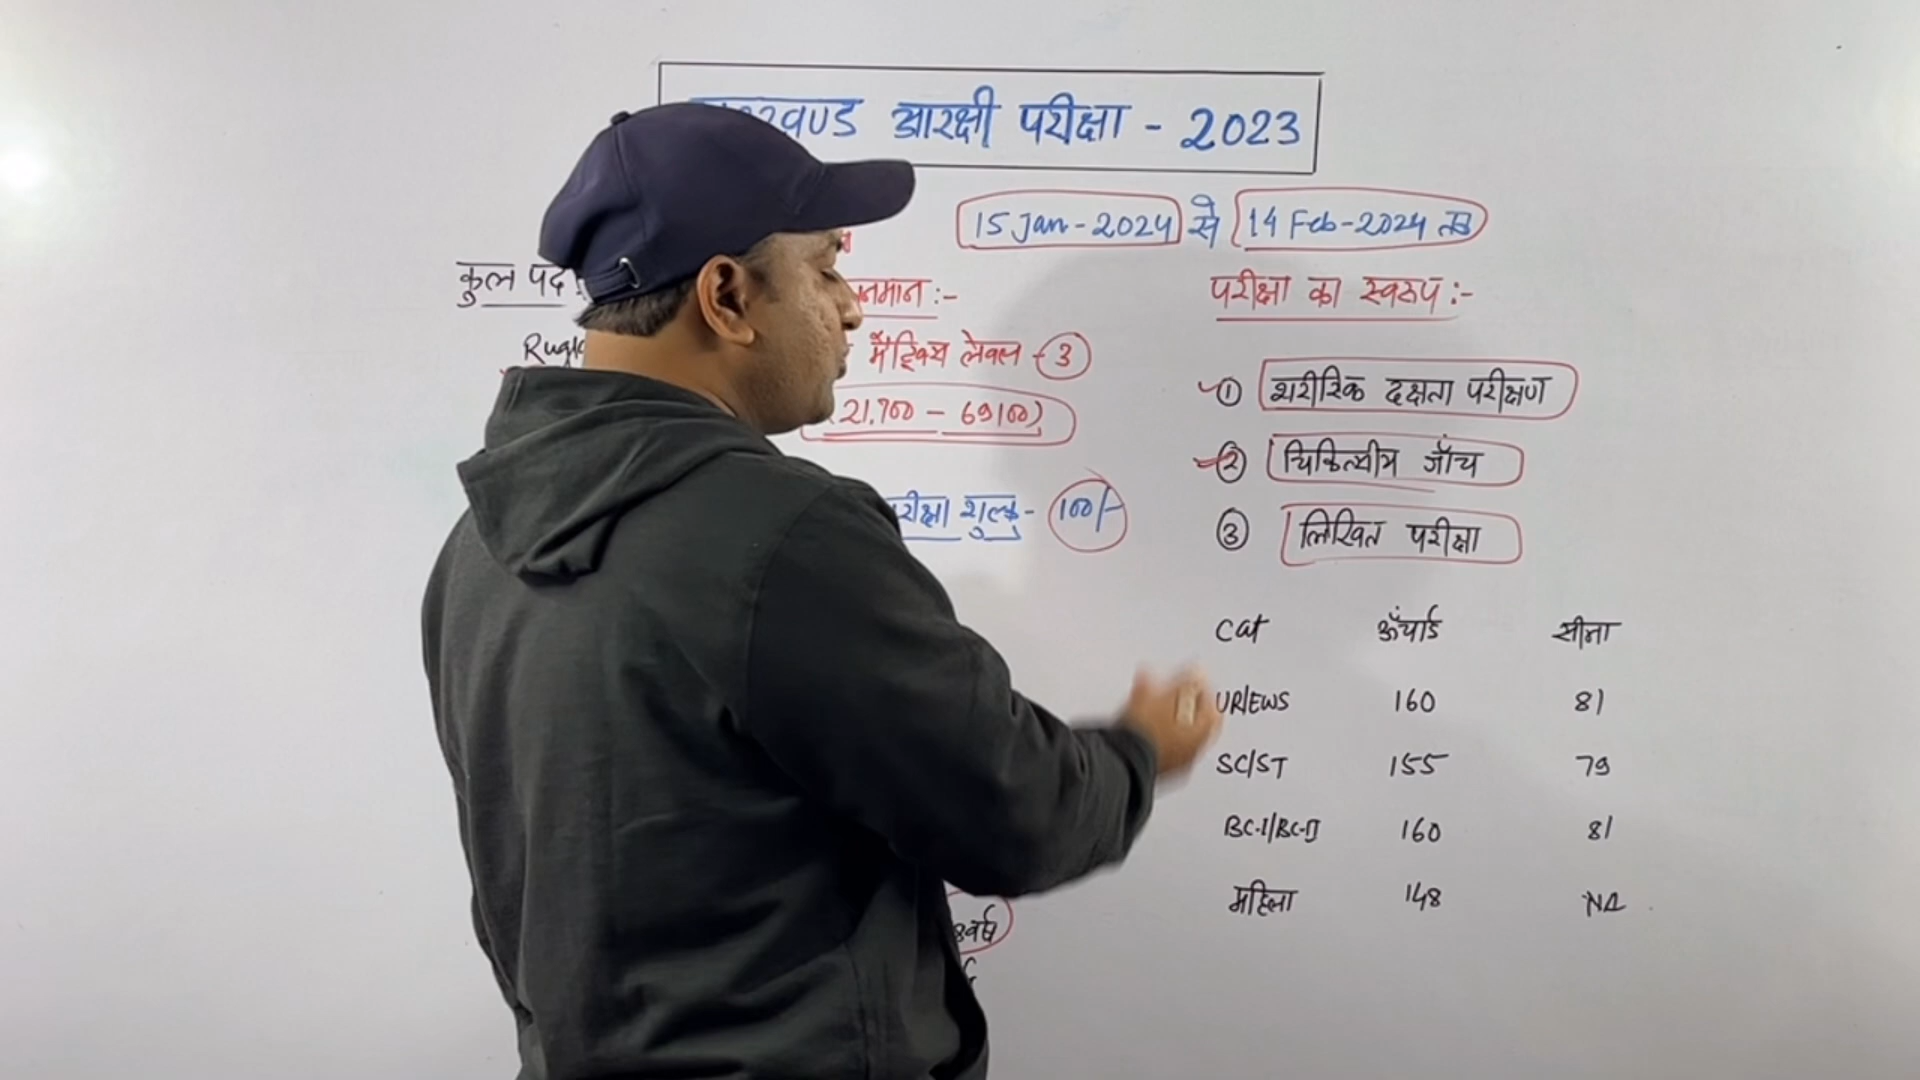 आरक्षी परीक्षा - 2023
15 Jan - 2024 से 14 Feb - 2024 तक
कुल पद :
मैट्रिक्स लेवल - 3
21,700 - 69100)
शुल्क - 100/-
परीक्षा का स्वरुप :-
① शारीरिक दक्षता परीक्षण
② चिकित्सीय जाँच
③ लिखित परीक्षा
Cat ऊँचाई सीना
UR/EWS 160 81
SC/ST 155 79
BC-I/BC-II 160 81
महिला 148 NA